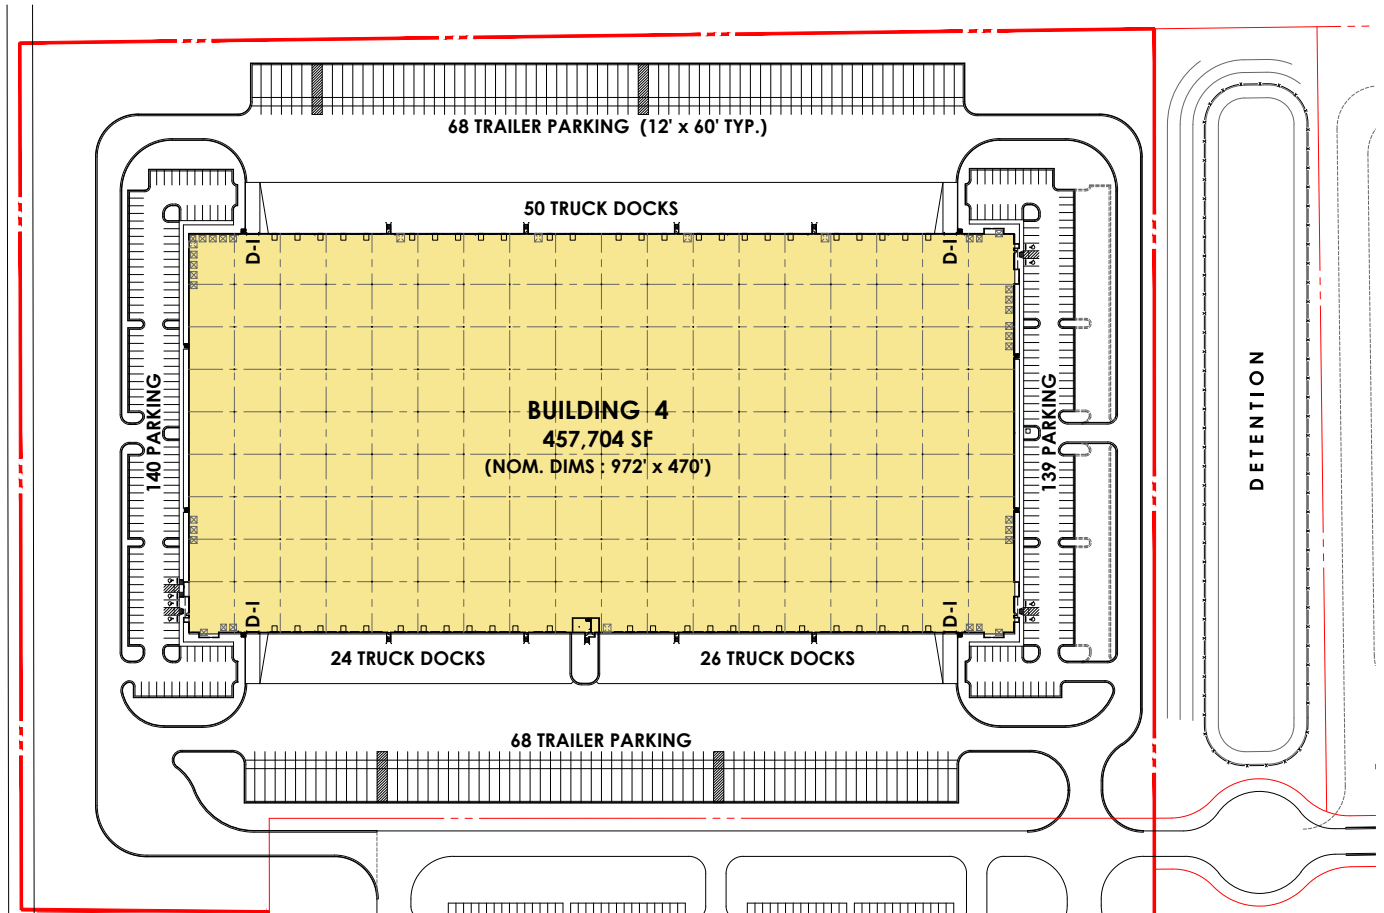 68 TRAILER PARKING (12' x 60' TYP.)
50 TRUCK DOCKS
D-I
D-I
140 PARKING
139 PARKING
DETENTION
BUILDING 4
457,704 SF
(NOM. DIMS : 972' x 470')
D-I
D-I
24 TRUCK DOCKS
26 TRUCK DOCKS
68 TRAILER PARKING